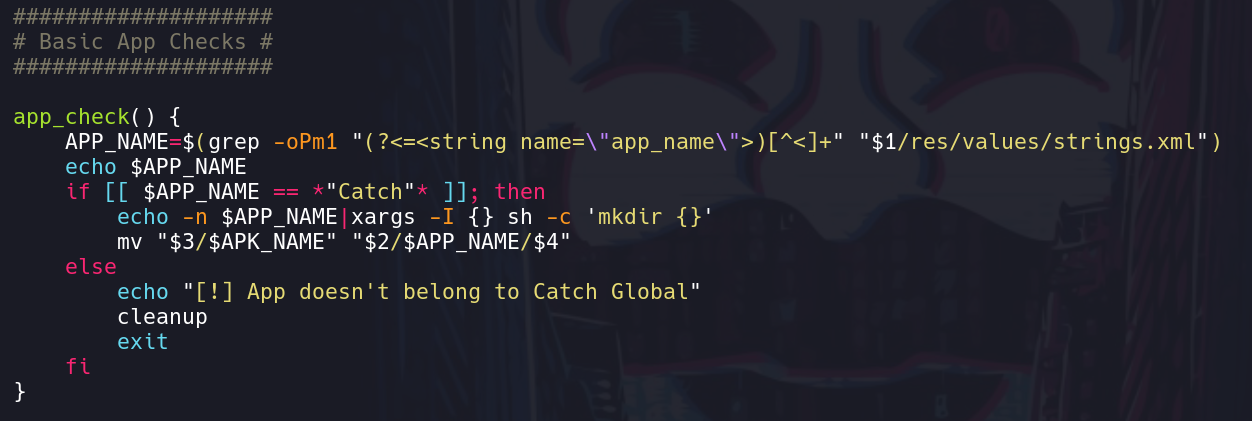 ####################
# Basic App Checks #
####################
app_check() {
    APP_NAME=$(grep -oPm1 "(?<=<string name=\"app_name\">)[^<]+" "$1/res/values/strings.xml")
    echo $APP_NAME
    if [[ $APP_NAME == *"Catch"* ]]; then
        echo -n $APP_NAME|xargs -I {} sh -c 'mkdir {}'
        mv "$3/$APK_NAME" "$2/$APP_NAME/$4"
    else
        echo "[!] App doesn't belong to Catch Global"
        cleanup
        exit
    fi
}